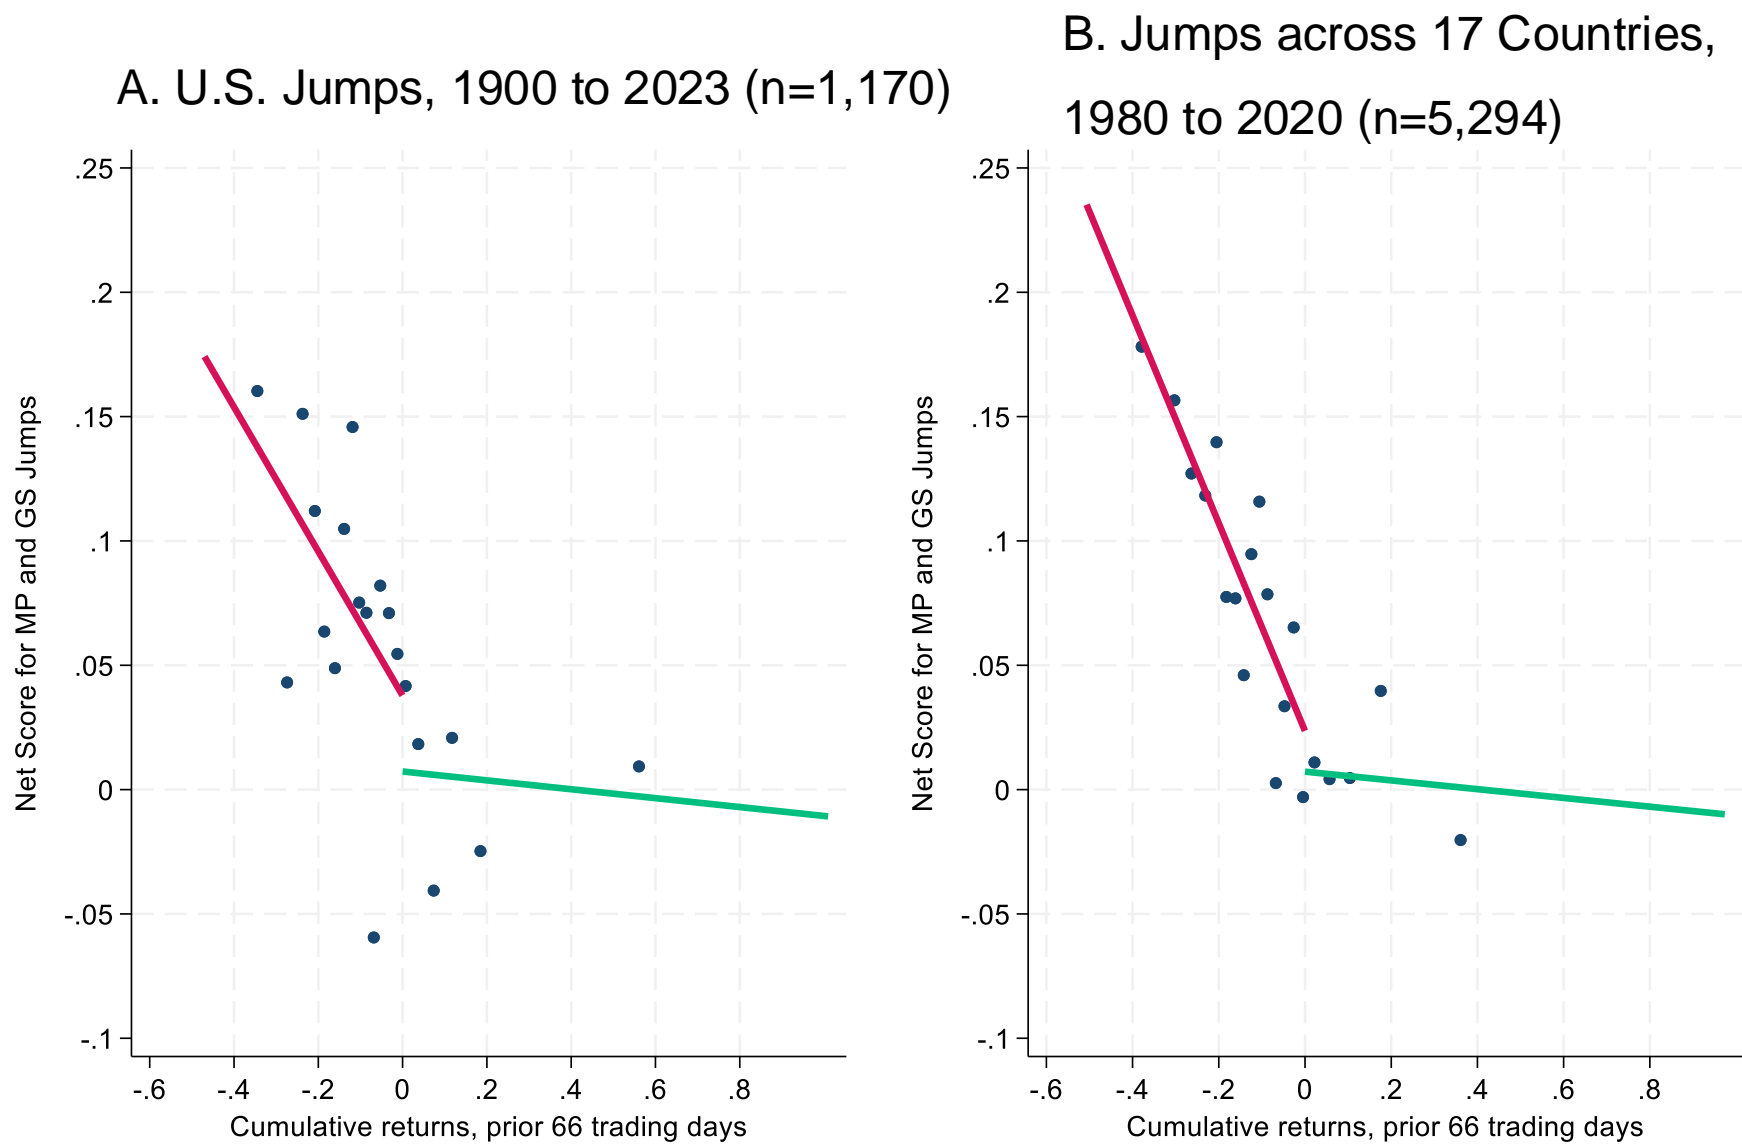 A. U.S. Jumps, 1900 to 2023 (n=1,170)
.25
.2
.15
.1
.05
0
-.05
-.1
Net Score for MP and GS Jumps
-.6 -.4 -.2 0 .2 .4 .6 .8
Cumulative returns, prior 66 trading days
B. Jumps across 17 Countries,
1980 to 2020 (n=5,294)
.25
.2
.15
.1
.05
0
-.05
-.1
Net Score for MP and GS Jumps
-.6 -.4 -.2 0 .2 .4 .6 .8
Cumulative returns, prior 66 trading days